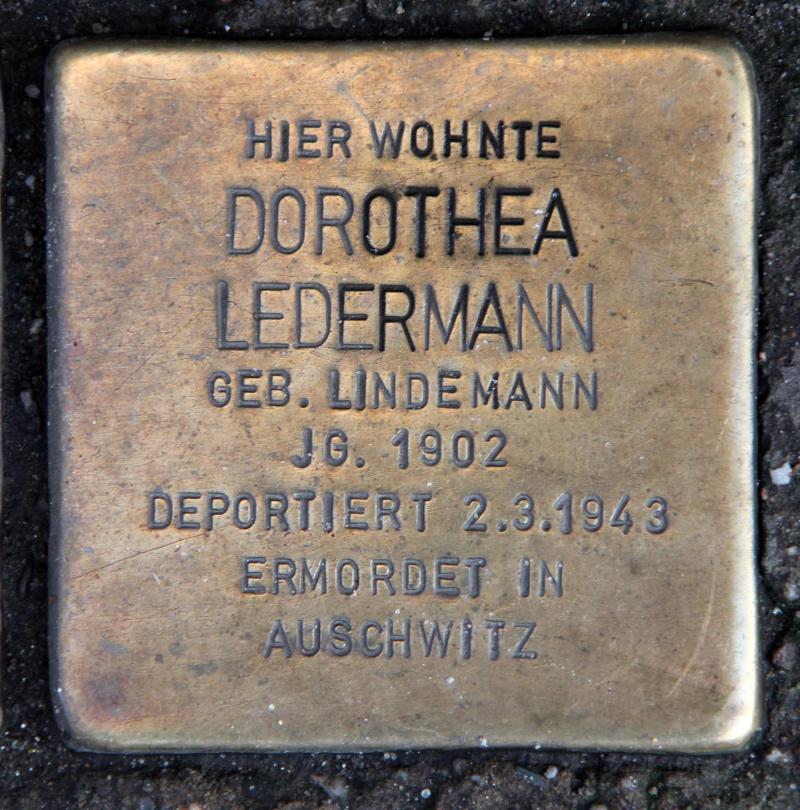 HIER WOHNTE
DOROTHEA
LEDERMANN
GEB. LINDEMANN
JG. 1902
DEPORTIERT 2.3.1943
ERMORDET IN
AUSCHWITZ